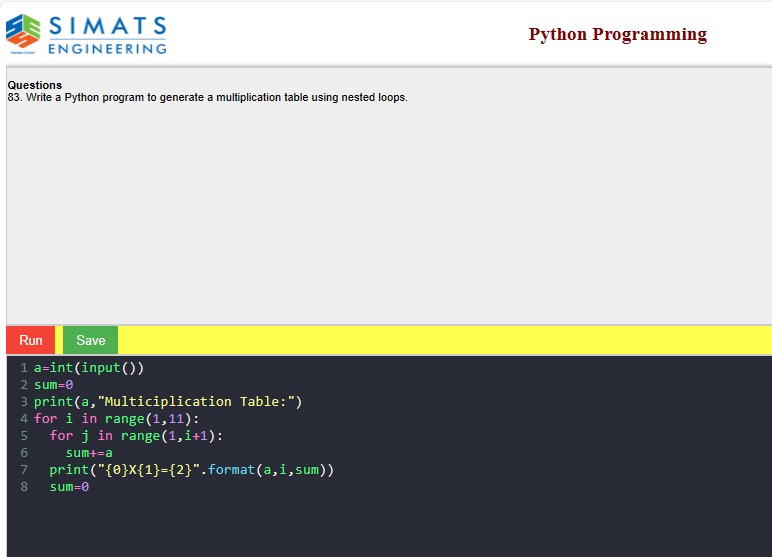 SIMATS
ENGINEERING
Python Programming
Questions
83. Write a Python program to generate a multiplication table using nested loops.
Run Save
1 a=int(input())
2 sum=0
3 print(a,"Multiciplication Table:")
4 for i in range(1,11):
5   for j in range(1,i+1):
6     sum+=a
7   print("{0}X{1}={2}".format(a,i,sum))
8   sum=0